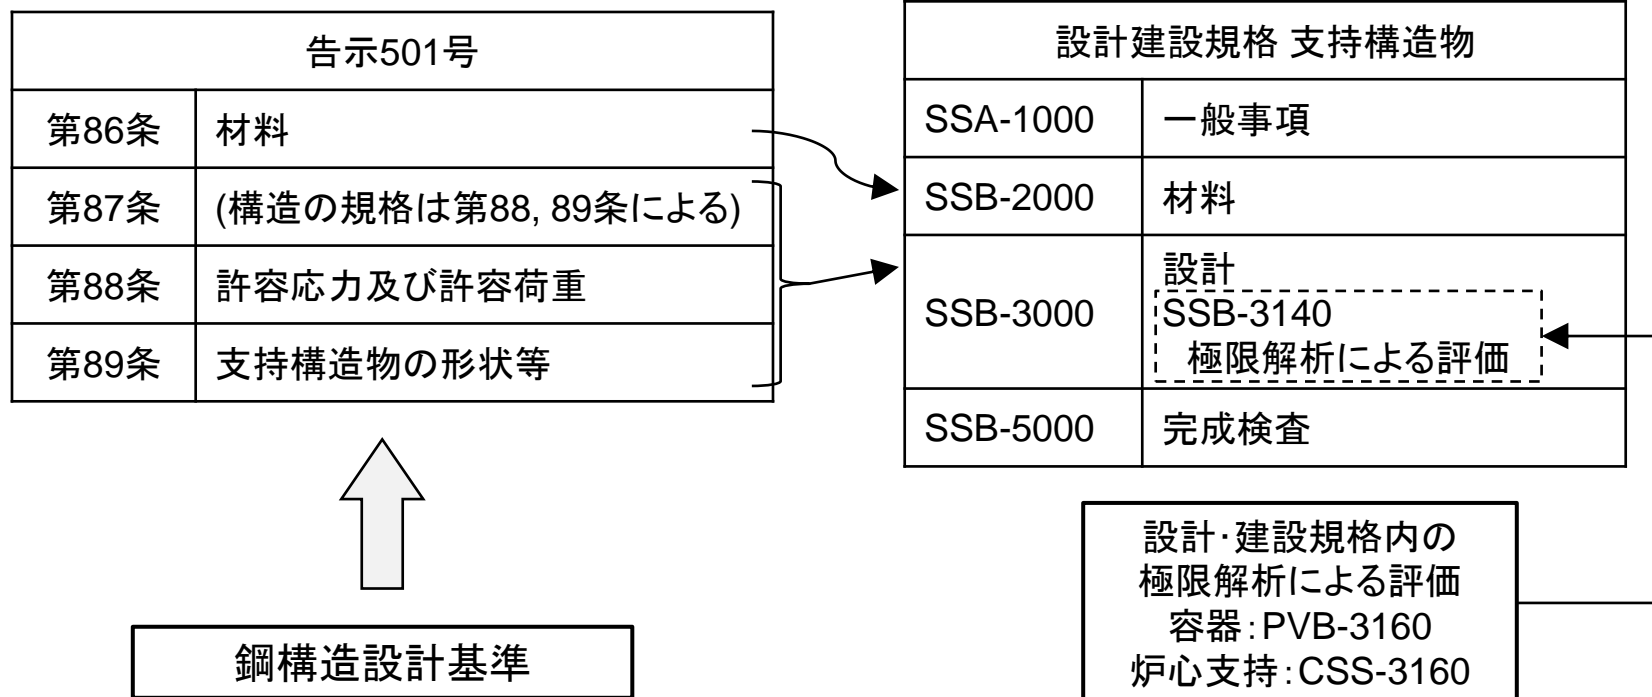 告示501号
第86条 材料
第87条 (構造の規格は第88, 89条による)
第88条 許容応力及び許容荷重
第89条 支持構造物の形状等
鋼構造設計基準
設計建設規格 支持構造物
SSA-1000 一般事項
SSB-2000 材料
SSB-3000 設計
SSB-3140
極限解析による評価
SSB-5000 完成検査
設計･建設規格内の
極限解析による評価
容器：PVB-3160
炉心支持：CSS-3160